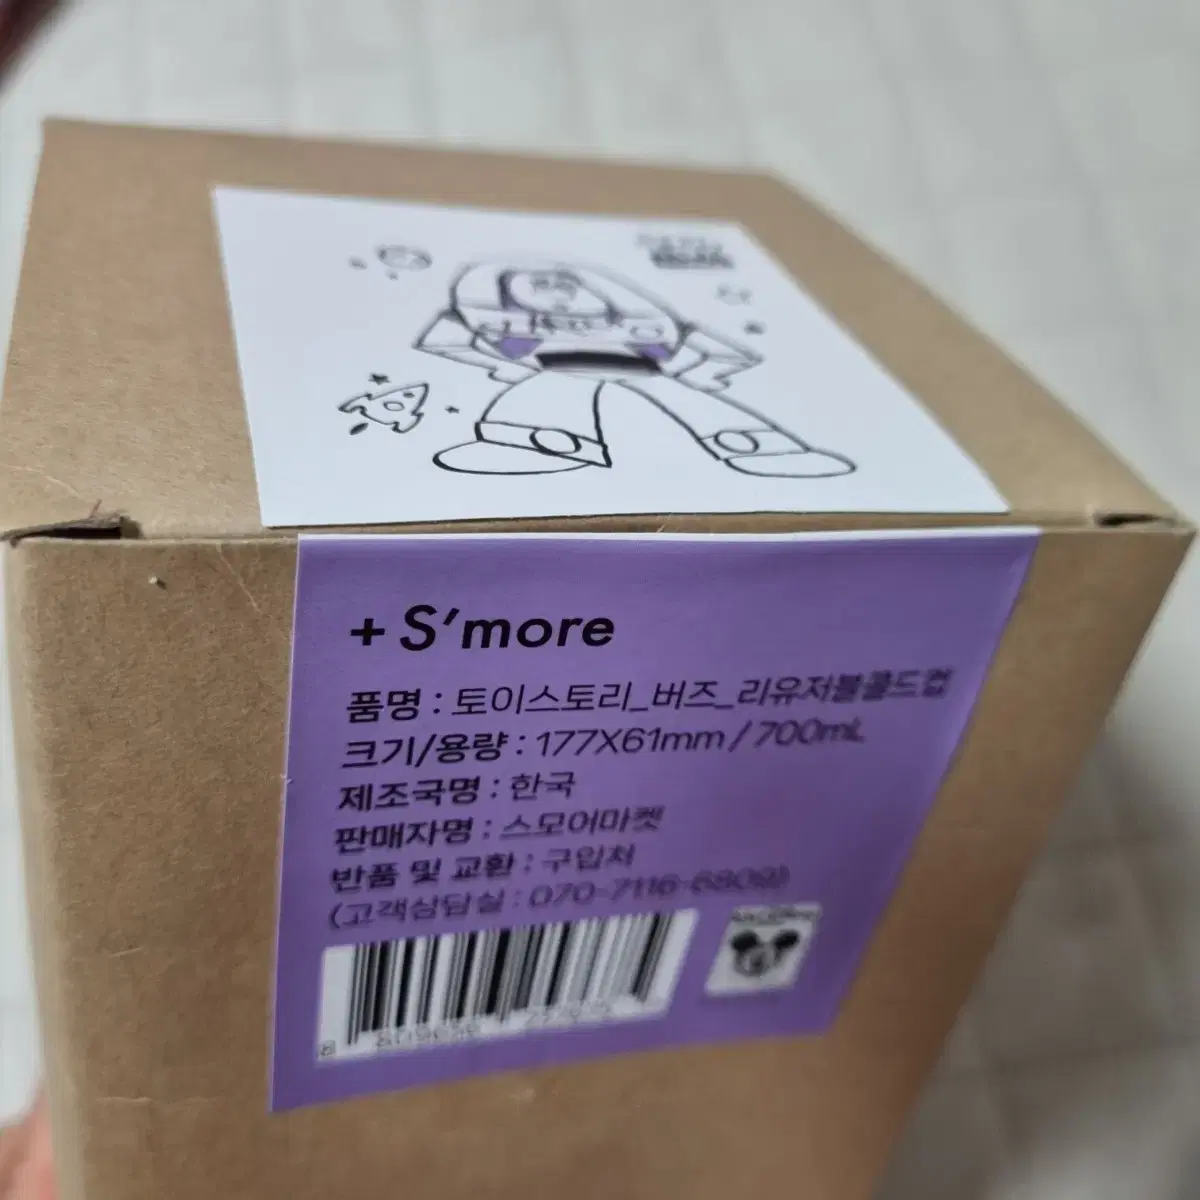 + S'more
품명 : 토이스토리_버즈_리유저블콜드컵
크기/용량 : 177X61mm / 700mL
제조국명 : 한국
판매자명 : 스모어마켓
반품 및 교환 : 구입처
(고객상담실 : 070-7116-6809)